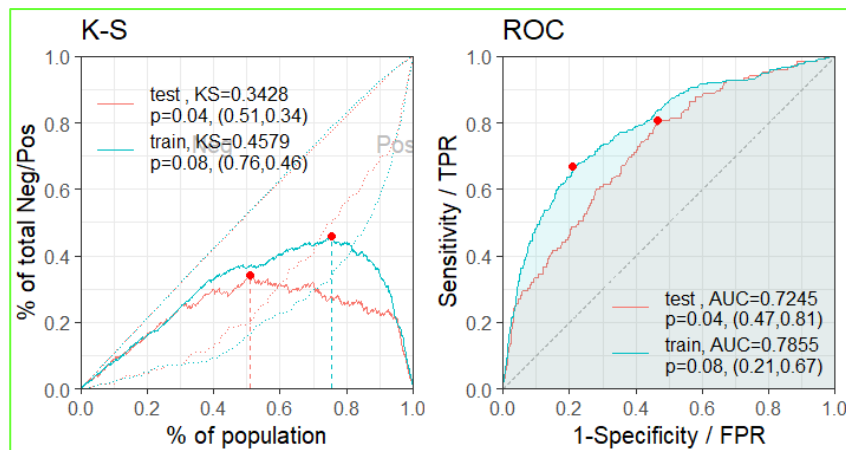 K-S
1.0
0.8
0.6
0.4
0.2
0.0
% of total Neg/Pos
test , KS=0.3428
p=0.04, (0.51,0.34)
train, KS=0.4579
p=0.08, (0.76,0.46)
Neg
Pos
0.0 0.2 0.4 0.6 0.8 1.0
% of population
ROC
1.0
0.8
0.6
0.4
0.2
0.0
Sensitivity / TPR
test, AUC=0.7245
p=0.04, (0.47,0.81)
train, AUC=0.7855
p=0.08, (0.21,0.67)
0.0 0.2 0.4 0.6 0.8 1.0
1-Specificity / FPR